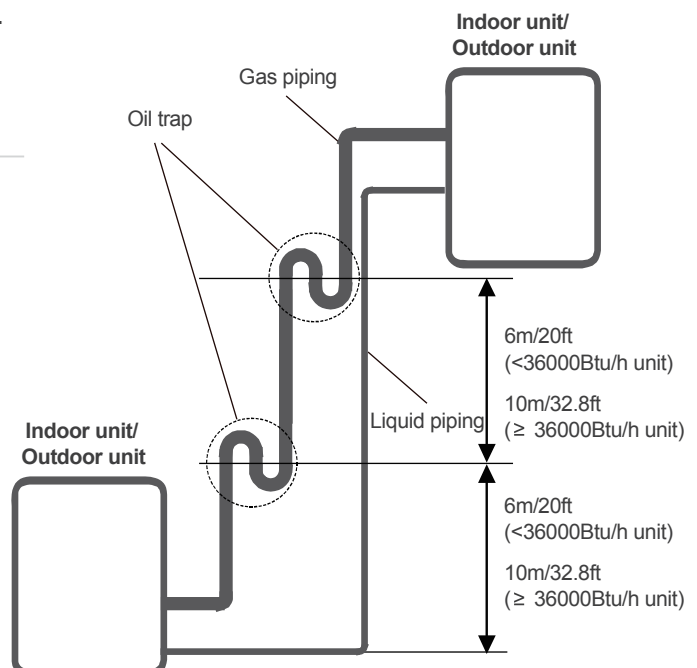 Indoor unit/
Outdoor unit
Gas piping
Oil trap
6m/20ft
(<36000Btu/h unit)
10m/32.8ft
(≥ 36000Btu/h unit)
Liquid piping
Indoor unit/
Outdoor unit
6m/20ft
(<36000Btu/h unit)
10m/32.8ft
(≥ 36000Btu/h unit)